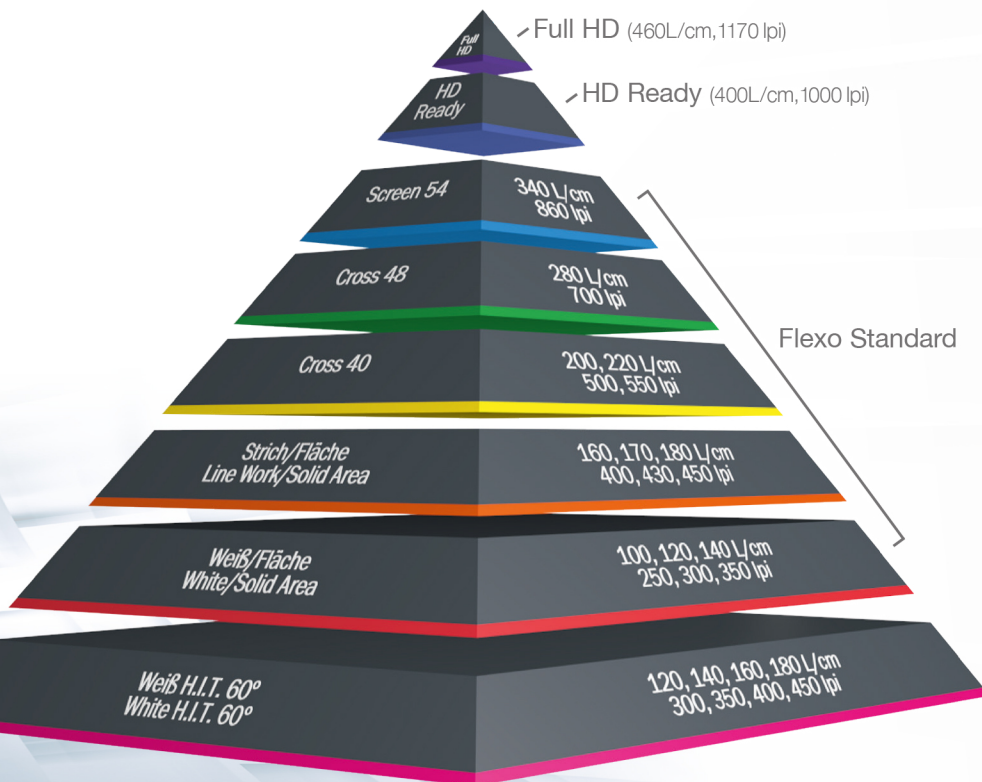 Full
HD
Full HD (460L/cm,1170 lpi)
HD
Ready
HD Ready (400L/cm,1000 lpi)
Screen 54
340 L/cm
860 lpi
Cross 48
280 L/cm
700 lpi
Flexo Standard
Cross 40
200, 220 L/cm
500, 550 lpi
Strich/Fläche
Line Work/Solid Area
160, 170, 180 L/cm
400, 430, 450 lpi
Weiß/Fläche
White/Solid Area
100, 120, 140 L/cm
250, 300, 350 lpi
Weiß H.I.T. 60º
White H.I.T. 60º
120, 140, 160, 180 L/cm
300, 350, 400, 450 lpi